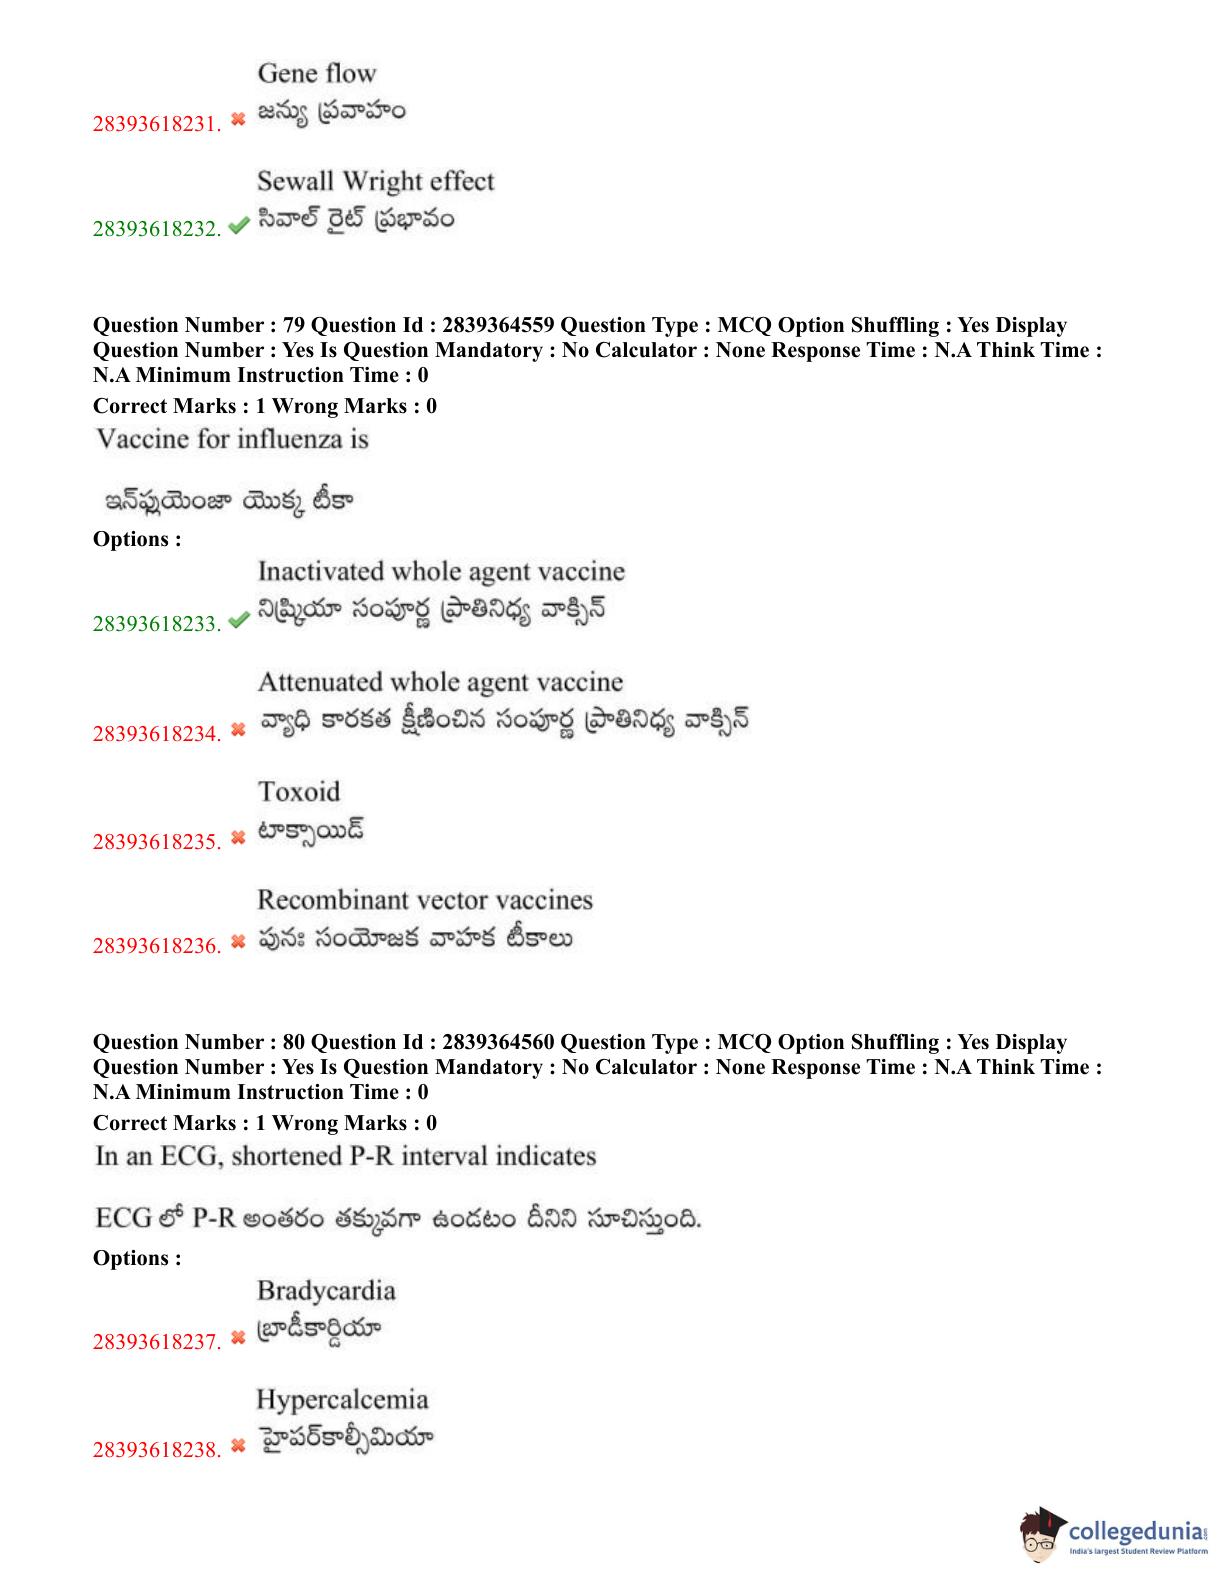 Gene flow
28393618231. జన్యు ప్రవాహం
Sewall Wright effect
28393618232. సివాల్ రైట్ ప్రభావం
Question Number : 79 Question Id : 2839364559 Question Type : MCQ Option Shuffling : Yes Display
Question Number : Yes Is Question Mandatory : No Calculator : None Response Time : N.A Think Time :
N.A Minimum Instruction Time : 0
Correct Marks : 1 Wrong Marks : 0
Vaccine for influenza is
ఇన్‌ఫ్లుయెంజా యొక్క టీకా
Options :
Inactivated whole agent vaccine
28393618233. నిష్క్రియా సంపూర్ణ ప్రాతినిధ్య వాక్సిన్
Attenuated whole agent vaccine
28393618234. వ్యాధి కారకత క్షీణించిన సంపూర్ణ ప్రాతినిధ్య వాక్సిన్
Toxoid
28393618235. టాక్సాయిడ్
Recombinant vector vaccines
28393618236. పునః సంయోజక వాహక టీకాలు
Question Number : 80 Question Id : 2839364560 Question Type : MCQ Option Shuffling : Yes Display
Question Number : Yes Is Question Mandatory : No Calculator : None Response Time : N.A Think Time :
N.A Minimum Instruction Time : 0
Correct Marks : 1 Wrong Marks : 0
In an ECG, shortened P-R interval indicates
ECG లో P-R అంతరం తక్కువగా ఉండటం దీనిని సూచిస్తుంది.
Options :
Bradycardia
28393618237. బ్రాడీకార్డియా
Hypercalcemia
28393618238. హైపర్‌కాల్సీమియా
collegedunia
India's largest Student Review Platform